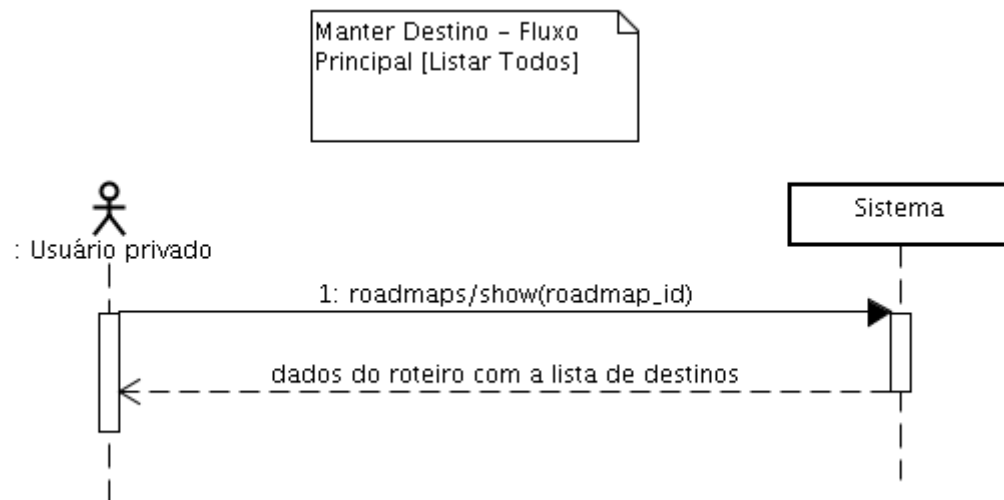 Manter Destino – Fluxo
Principal [Listar Todos]
: Usuário privado
Sistema
1: roadmaps/show(roadmap_id)
dados do roteiro com a lista de destinos